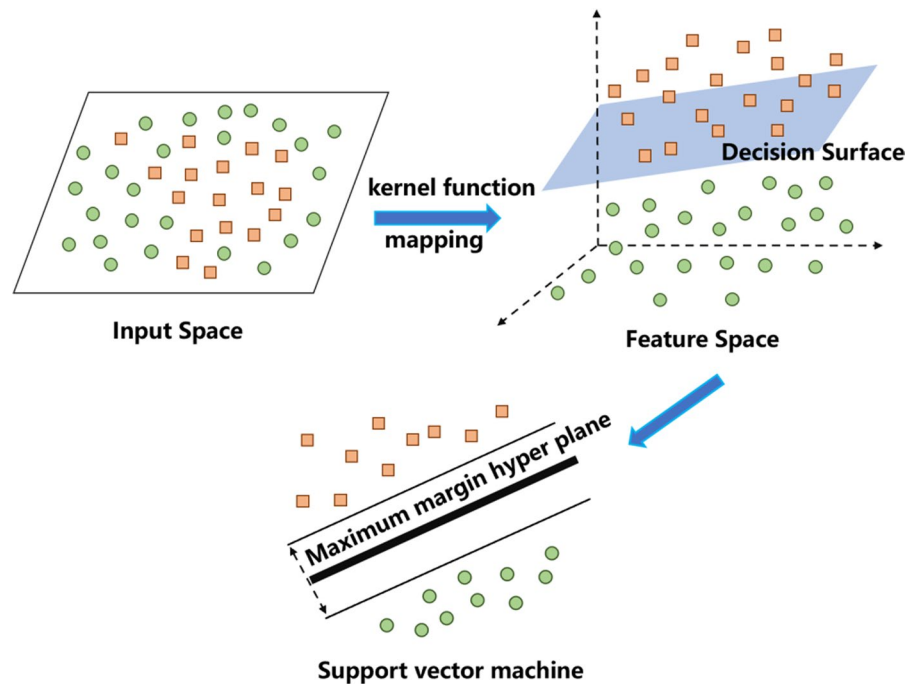 kernel function
mapping
Decision Surface
Input Space
Feature Space
Maximum margin hyper plane
Support vector machine